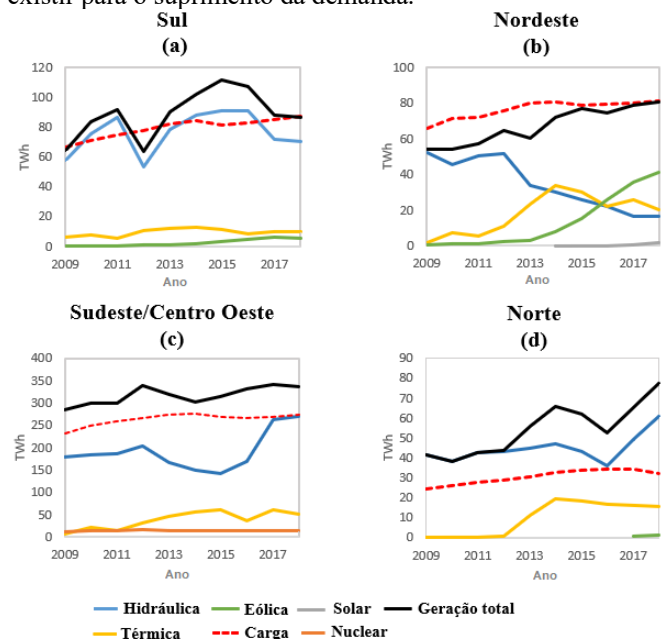 existir para o suprimento da demanda.
Sul
(a)
120
100
80
60
40
20
0
TWh
2009 2011 2013 2015 2017
Ano
Nordeste
(b)
100
80
60
40
20
0
TWh
2009 2011 2013 2015 2017
Ano
Sudeste/Centro Oeste
(c)
400
350
300
250
200
150
100
50
0
TWh
2009 2011 2013 2015 2017
Ano
Norte
(d)
90
80
70
60
50
40
30
20
10
0
TWh
2009 2011 2013 2015 2017
Ano
Hidráulica Eólica Solar Geração total
Térmica Carga Nuclear